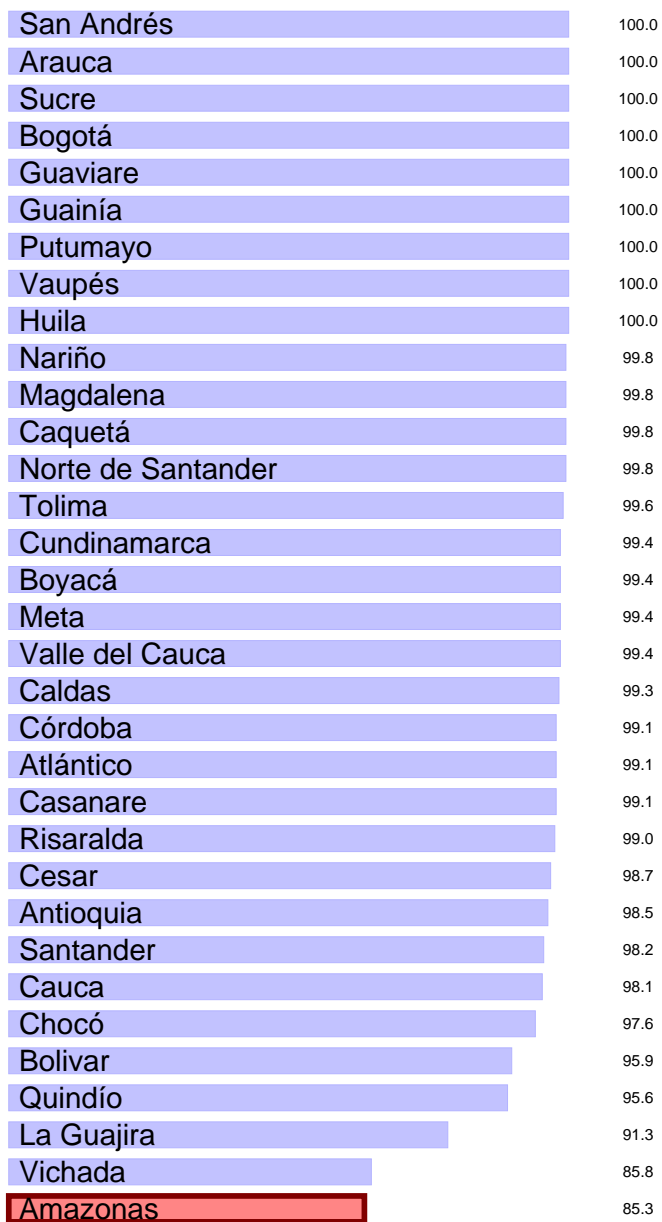 San Andrés 100.0
Arauca 100.0
Sucre 100.0
Bogotá 100.0
Guaviare 100.0
Guainía 100.0
Putumayo 100.0
Vaupés 100.0
Huila 100.0
Nariño 99.8
Magdalena 99.8
Caquetá 99.8
Norte de Santander 99.8
Tolima 99.6
Cundinamarca 99.4
Boyacá 99.4
Meta 99.4
Valle del Cauca 99.4
Caldas 99.3
Córdoba 99.1
Atlántico 99.1
Casanare 99.1
Risaralda 99.0
Cesar 98.7
Antioquia 98.5
Santander 98.2
Cauca 98.1
Chocó 97.6
Bolivar 95.9
Quindío 95.6
La Guajira 91.3
Vichada 85.8
Amazonas 85.3